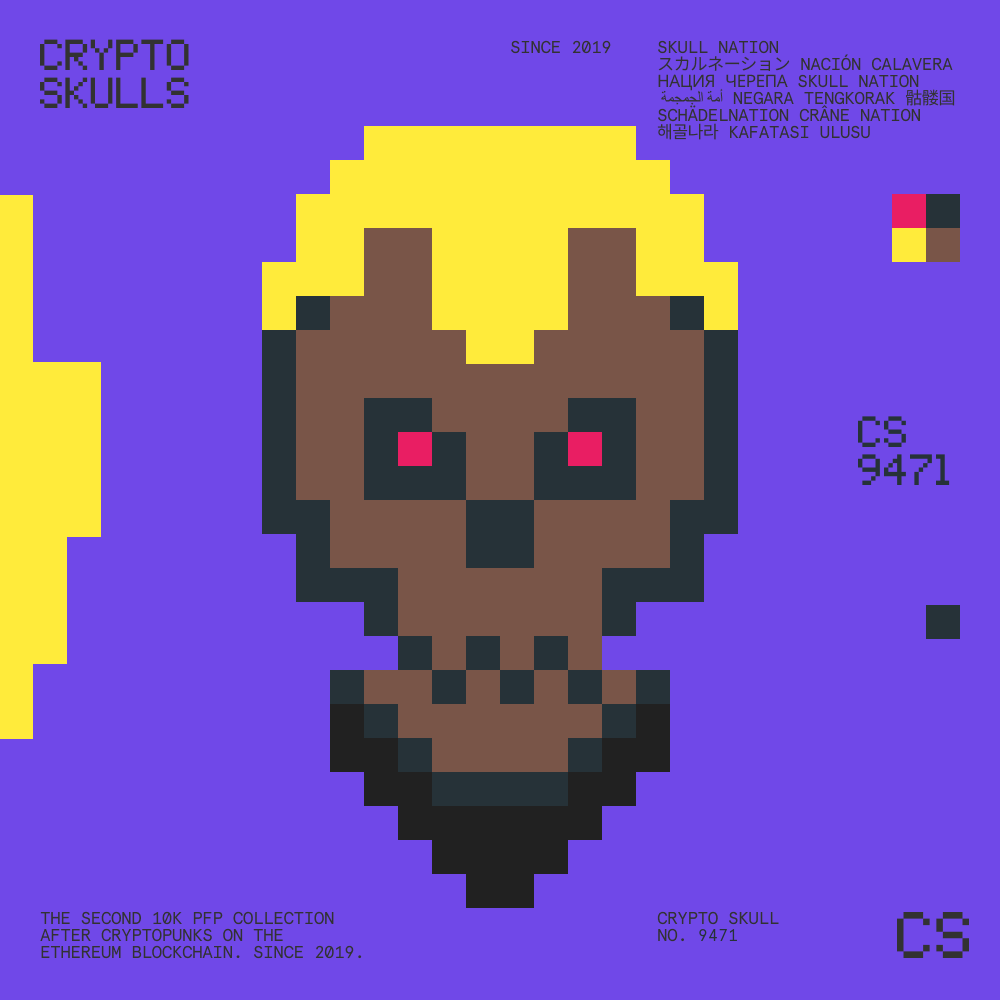 CRYPTO
SKULLS
SINCE 2019
SKULL NATION
スカルネーション NACIÓN CALAVERA
НАЦИЯ ЧЕРЕПА SKULL NATION
أمة الجمجمة NEGARA TENGKORAK 骷髅国
SCHÄDELNATION CRÂNE NATION
해골나라 KAFATASI ULUSU
CS
9471
THE SECOND 10K PFP COLLECTION
AFTER CRYPTOPUNKS ON THE
ETHEREUM BLOCKCHAIN. SINCE 2019.
CRYPTO SKULL
NO. 9471
CS